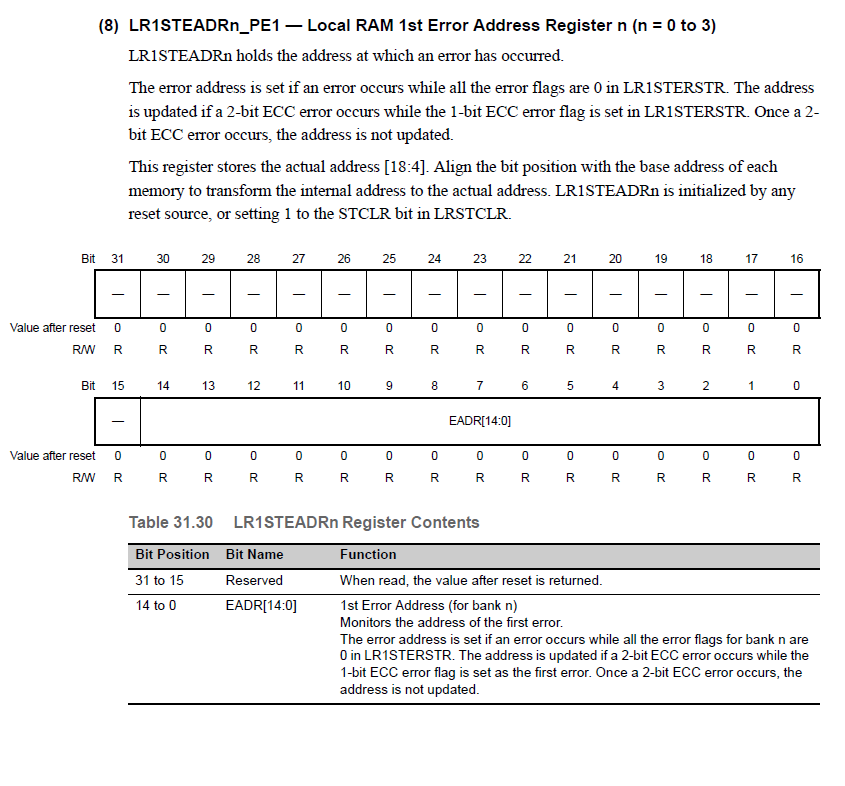 (8) LR1STEADRn_PE1 — Local RAM 1st Error Address Register n (n = 0 to 3)
LR1STEADRn holds the address at which an error has occurred.
The error address is set if an error occurs while all the error flags are 0 in LR1STERSTR. The address
is updated if a 2-bit ECC error occurs while the 1-bit ECC error flag is set in LR1STERSTR. Once a 2-
bit ECC error occurs, the address is not updated.
This register stores the actual address [18:4]. Align the bit position with the base address of each
memory to transform the internal address to the actual address. LR1STEADRn is initialized by any
reset source, or setting 1 to the STCLR bit in LRSTCLR.
Bit 31 30 29 28 27 26 25 24 23 22 21 20 19 18 17 16
— — — — — — — — — — — — — — — —
Value after reset 0 0 0 0 0 0 0 0 0 0 0 0 0 0 0 0
R/W R R R R R R R R R R R R R R R R
Bit 15 14 13 12 11 10 9 8 7 6 5 4 3 2 1 0
— EADR[14:0]
Value after reset 0 0 0 0 0 0 0 0 0 0 0 0 0 0 0 0
R/W R R R R R R R R R R R R R R R R
Table 31.30 LR1STEADRn Register Contents
Bit Position Bit Name Function
31 to 15 Reserved When read, the value after reset is returned.
14 to 0 EADR[14:0] 1st Error Address (for bank n)
Monitors the address of the first error.
The error address is set if an error occurs while all the error flags for bank n are
0 in LR1STERSTR. The address is updated if a 2-bit ECC error occurs while the
1-bit ECC error flag is set as the first error. Once a 2-bit ECC error occurs, the
address is not updated.